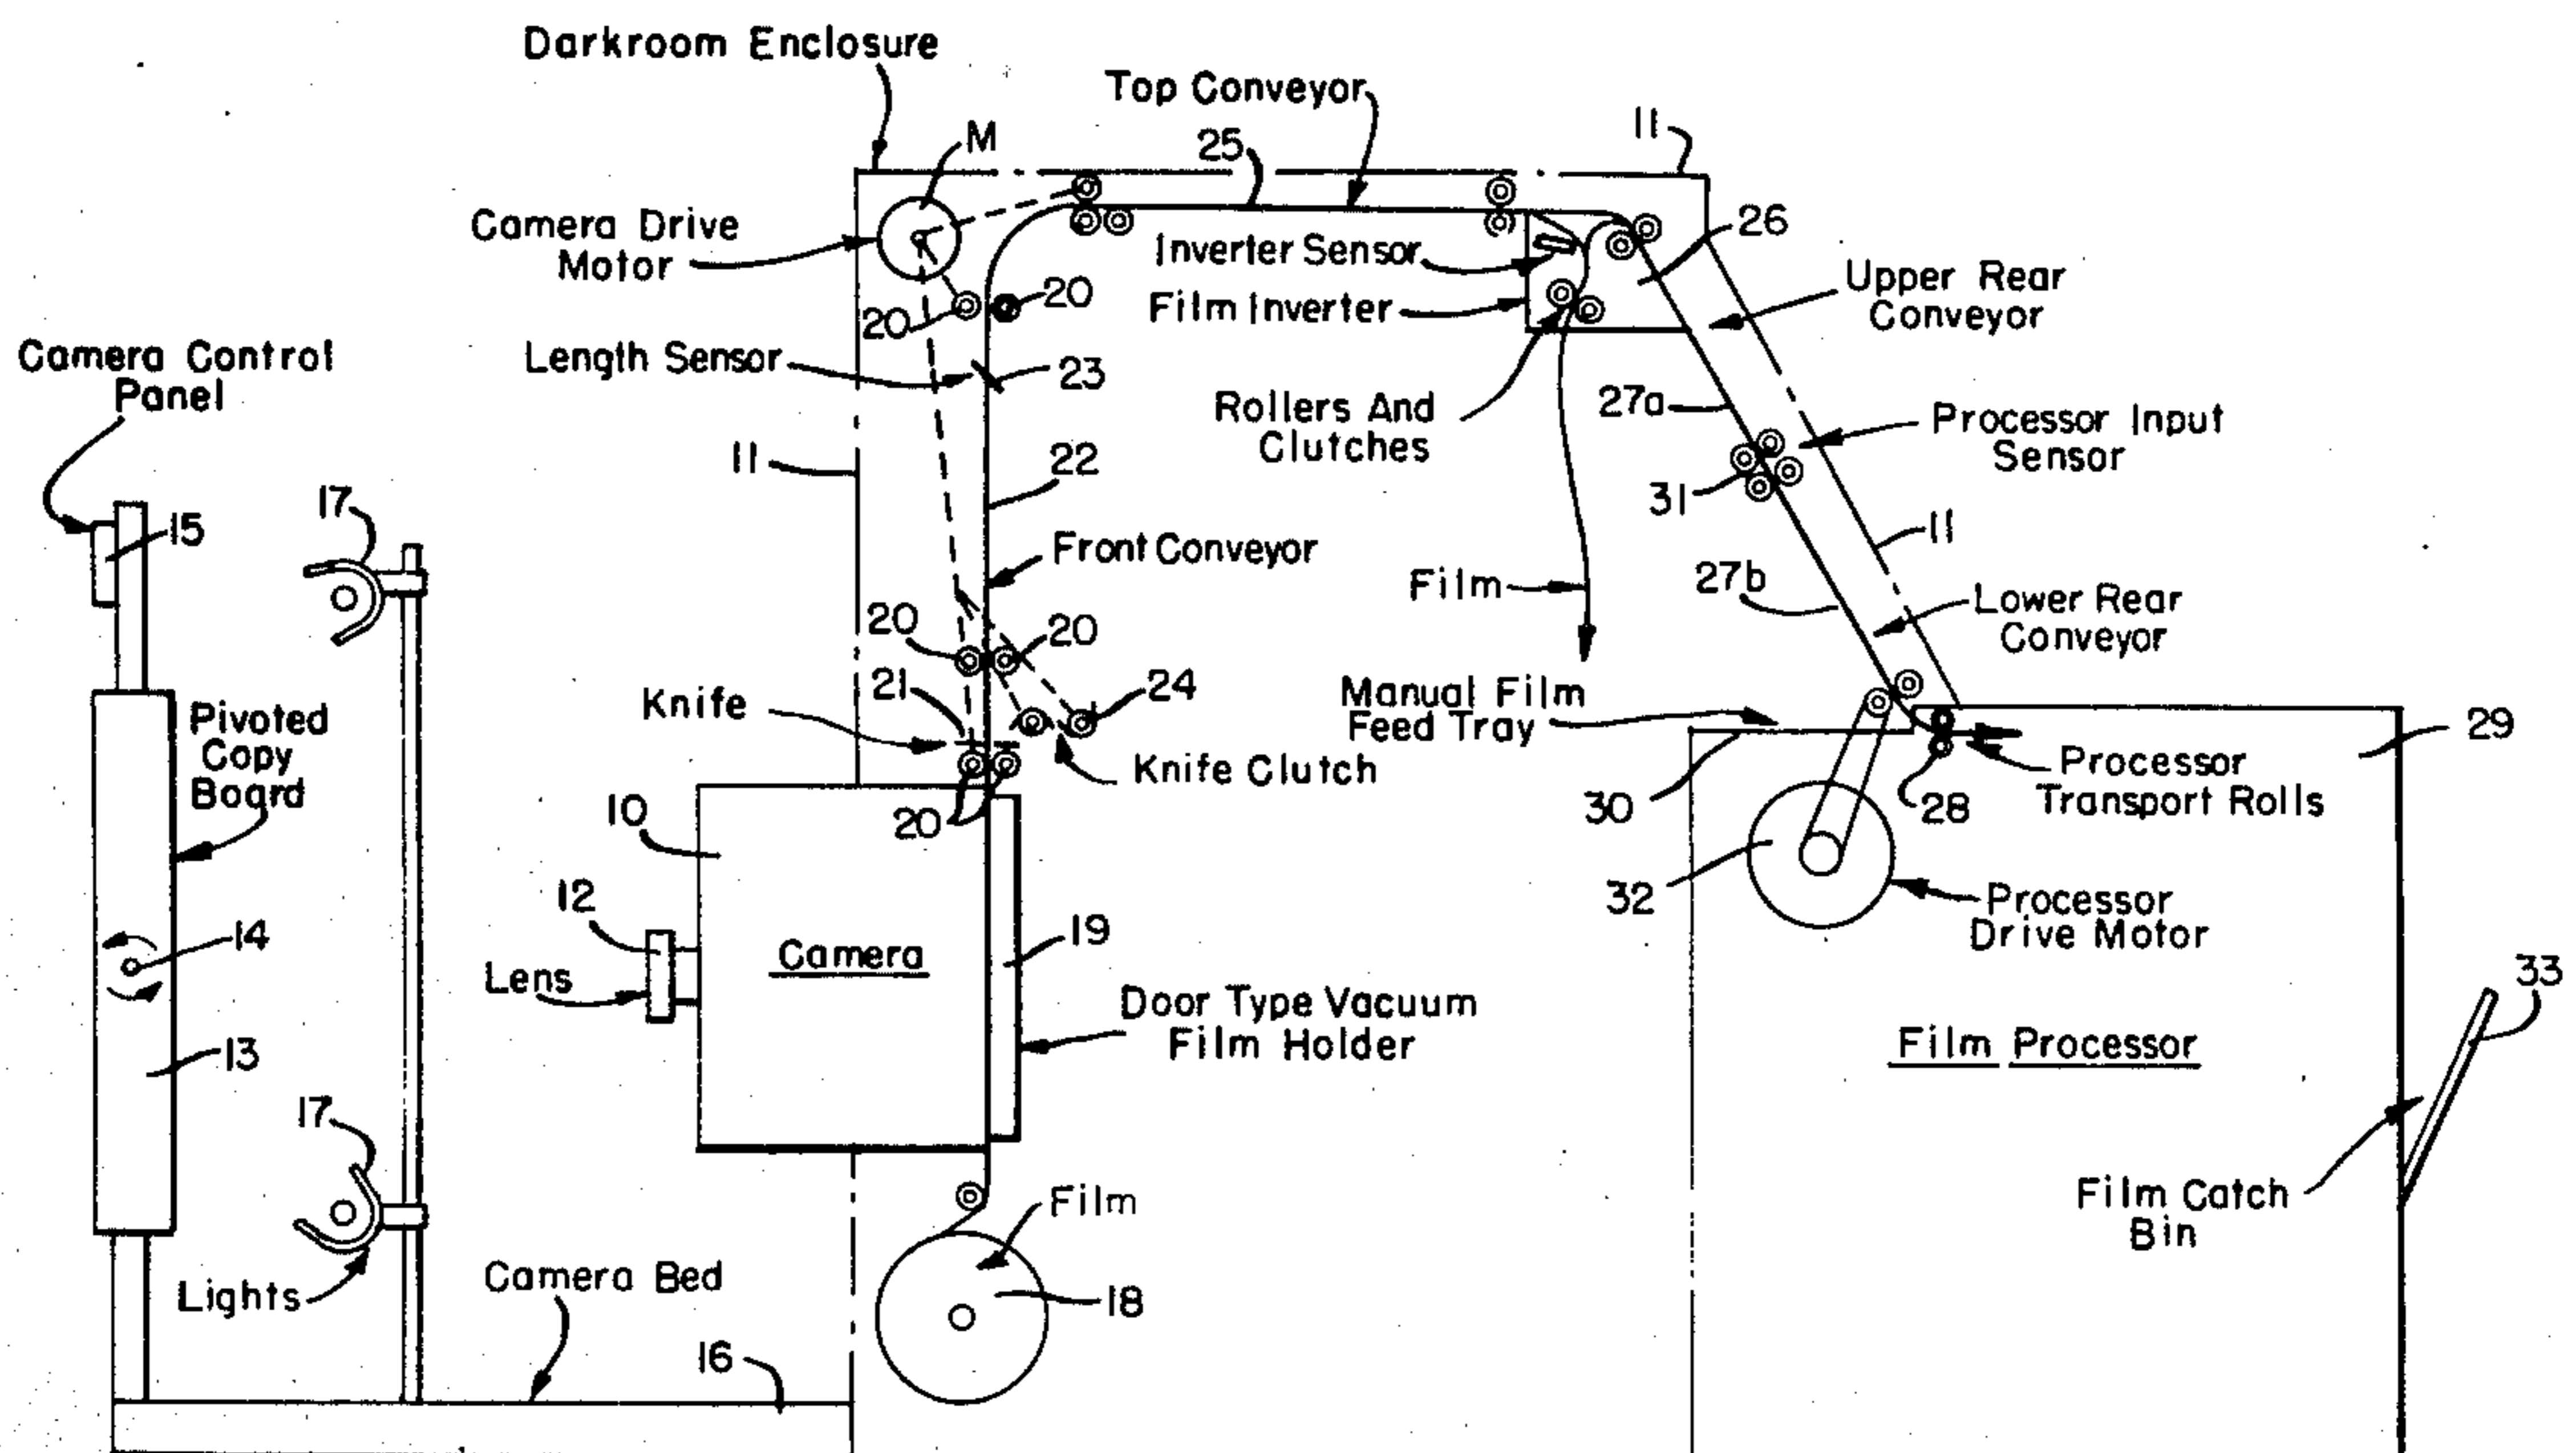 Darkroom Enclosure
Top Conveyor
M
25
11
Camera Drive
Motor
26
Inverter Sensor
Film Inverter
Upper Rear
Conveyor
20
20
Camera Control
Panel
Length Sensor
23
27a
Rollers And
Clutches
Processor Input
Sensor
11
22
31
17
15
Front Conveyor
11
Film
27b
Lower Rear
Conveyor
20
20
21
24
Knife
Manual Film
Feed Tray
Pivoted
Copy
Board
29
Knife Clutch
Processor
Transport Rolls
10
20
30
28
12
32
Processor
Drive Motor
14
19
Camera
Lens
33
Door Type Vacuum
Film Holder
Film Processor
13
17
Film
Film Catch
Bin
Camera Bed
Lights
18
16